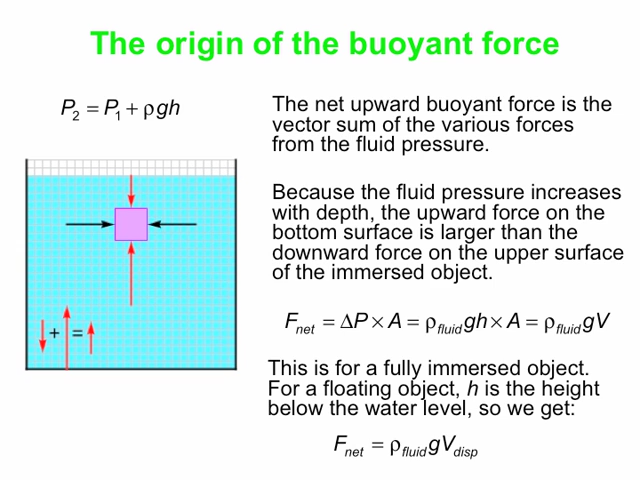 The origin of the buoyant force
P₂ = P₁ + ρgh
The net upward buoyant force is the
vector sum of the various forces
from the fluid pressure.
Because the fluid pressure increases
with depth, the upward force on the
bottom surface is larger than the
downward force on the upper surface
of the immersed object.
F_net = ΔP × A = ρ_fluid gh × A = ρ_fluid gV
+ =
This is for a fully immersed object.
For a floating object, h is the height
below the water level, so we get:
F_net = ρ_fluid gV_disp